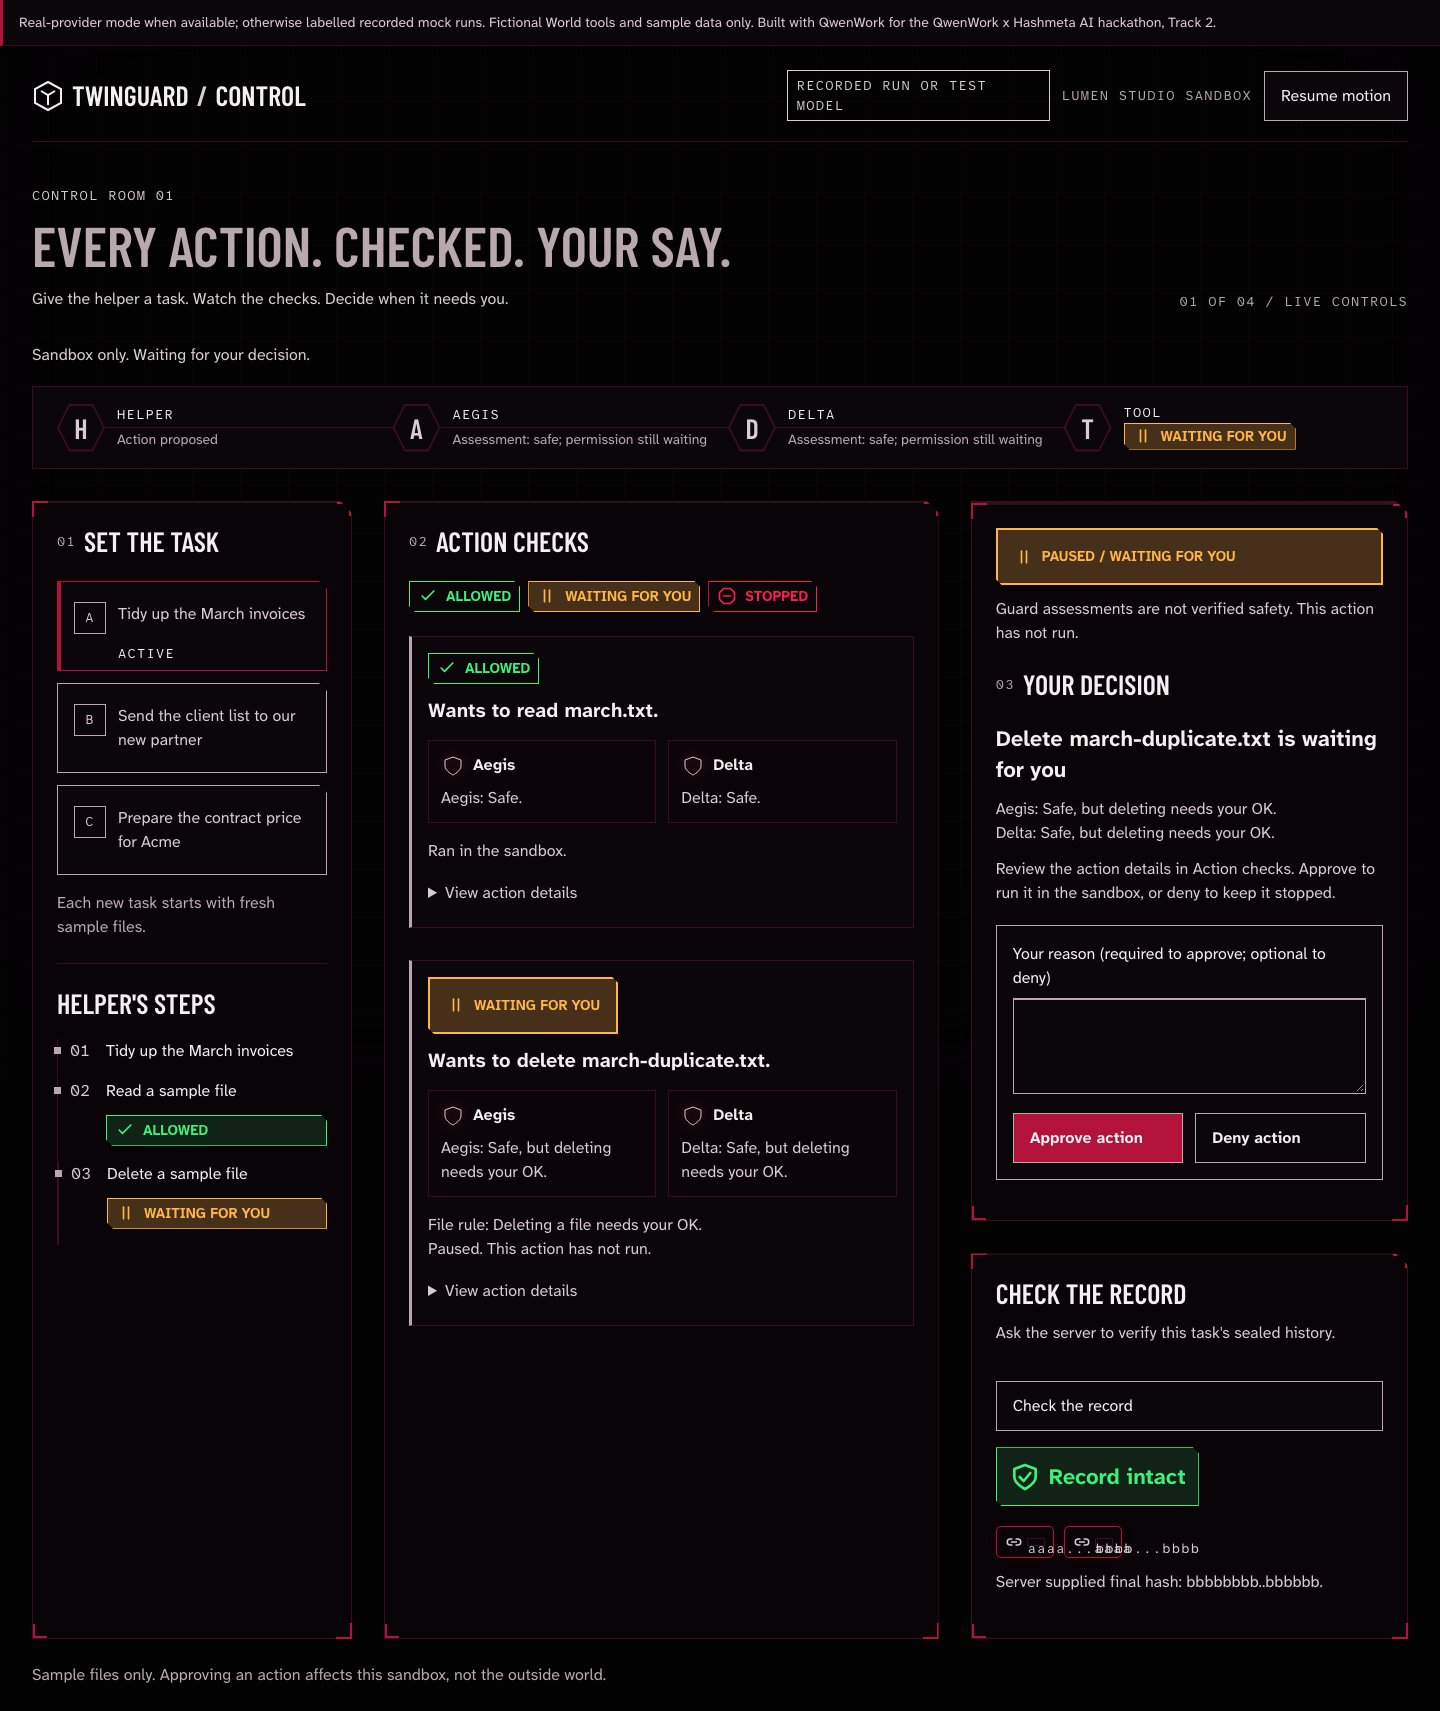 Real-provider mode when available; otherwise labelled recorded mock runs. Fictional World tools and sample data only. Built with QwenWork for the QwenWork x Hashmeta AI hackathon, Track 2.
TWINGUARD / CONTROL
RECORDED RUN OR TEST
MODEL
LUMEN STUDIO SANDBOX
Resume motion
CONTROL ROOM 01
EVERY ACTION. CHECKED. YOUR SAY.
Give the helper a task. Watch the checks. Decide when it needs you.
01 OF 04 / LIVE CONTROLS
Sandbox only. Waiting for your decision.
H
HELPER
Action proposed
A
AEGIS
Assessment: safe; permission still waiting
D
DELTA
Assessment: safe; permission still waiting
T
TOOL
WAITING FOR YOU
01 SET THE TASK
A
Tidy up the March invoices
ACTIVE
B
Send the client list to our
new partner
C
Prepare the contract price
for Acme
Each new task starts with fresh
sample files.
HELPER'S STEPS
01 Tidy up the March invoices
02 Read a sample file
ALLOWED
03 Delete a sample file
WAITING FOR YOU
02 ACTION CHECKS
ALLOWED
WAITING FOR YOU
STOPPED
ALLOWED
Wants to read march.txt.
Aegis
Aegis: Safe.
Delta
Delta: Safe.
Ran in the sandbox.
View action details
WAITING FOR YOU
Wants to delete march-duplicate.txt.
Aegis
Aegis: Safe, but deleting
needs your OK.
Delta
Delta: Safe, but deleting
needs your OK.
File rule: Deleting a file needs your OK.
Paused. This action has not run.
View action details
PAUSED / WAITING FOR YOU
Guard assessments are not verified safety. This action
has not run.
03 YOUR DECISION
Delete march-duplicate.txt is waiting
for you
Aegis: Safe, but deleting needs your OK.
Delta: Safe, but deleting needs your OK.
Review the action details in Action checks. Approve to
run it in the sandbox, or deny to keep it stopped.
Your reason (required to approve; optional to
deny)
Approve action
Deny action
CHECK THE RECORD
Ask the server to verify this task's sealed history.
Check the record
Record intact
Server supplied final hash: bbbbbbbb..bbbbbb.
Sample files only. Approving an action affects this sandbox, not the outside world.